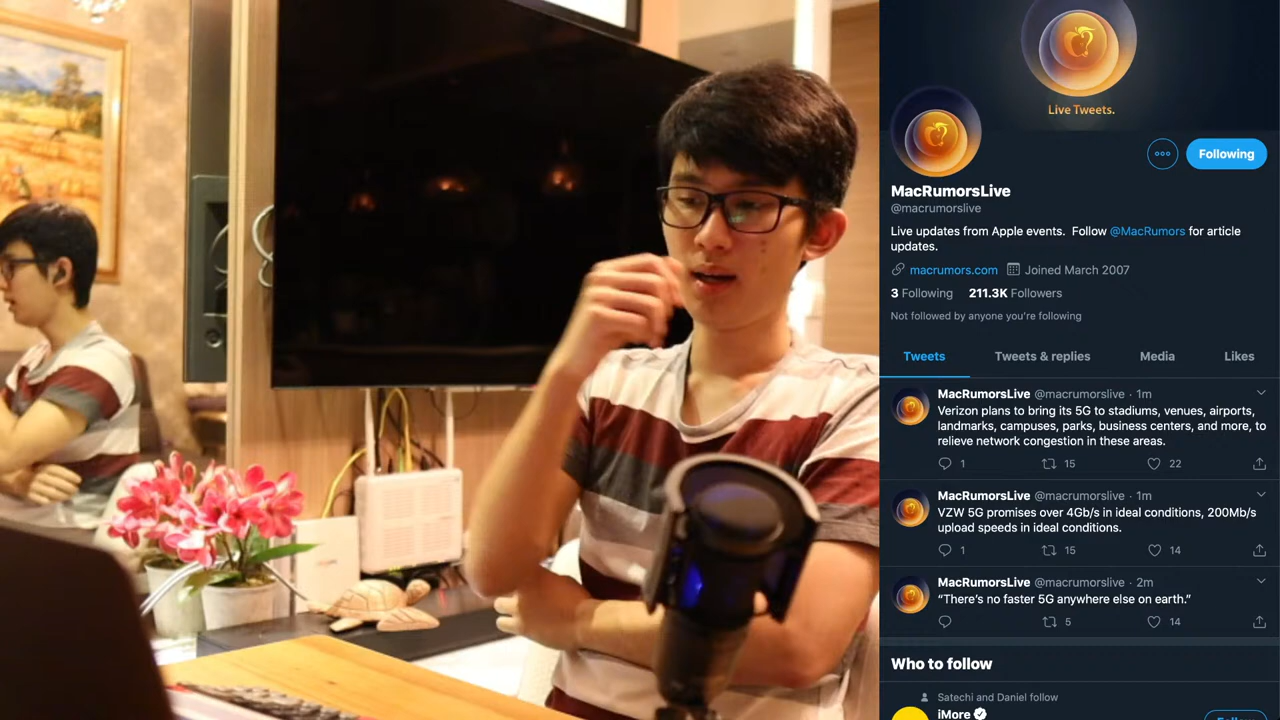 Live Tweets.
Following
MacRumorsLive
@macrumorslive
Live updates from Apple events. Follow @MacRumors for article
updates.
macrumors.com Joined March 2007
3 Following 211.3K Followers
Not followed by anyone you're following
Tweets Tweets & replies Media Likes
MacRumorsLive @macrumorslive · 1m
Verizon plans to bring its 5G to stadiums, venues, airports,
landmarks, campuses, parks, business centers, and more, to
relieve network congestion in these areas.
1 15 22
MacRumorsLive @macrumorslive · 1m
VZW 5G promises over 4Gb/s in ideal conditions, 200Mb/s
upload speeds in ideal conditions.
1 15 14
MacRumorsLive @macrumorslive · 2m
“There’s no faster 5G anywhere else on earth.”
5 14
Who to follow
Satechi and Daniel follow
iMore
Follow